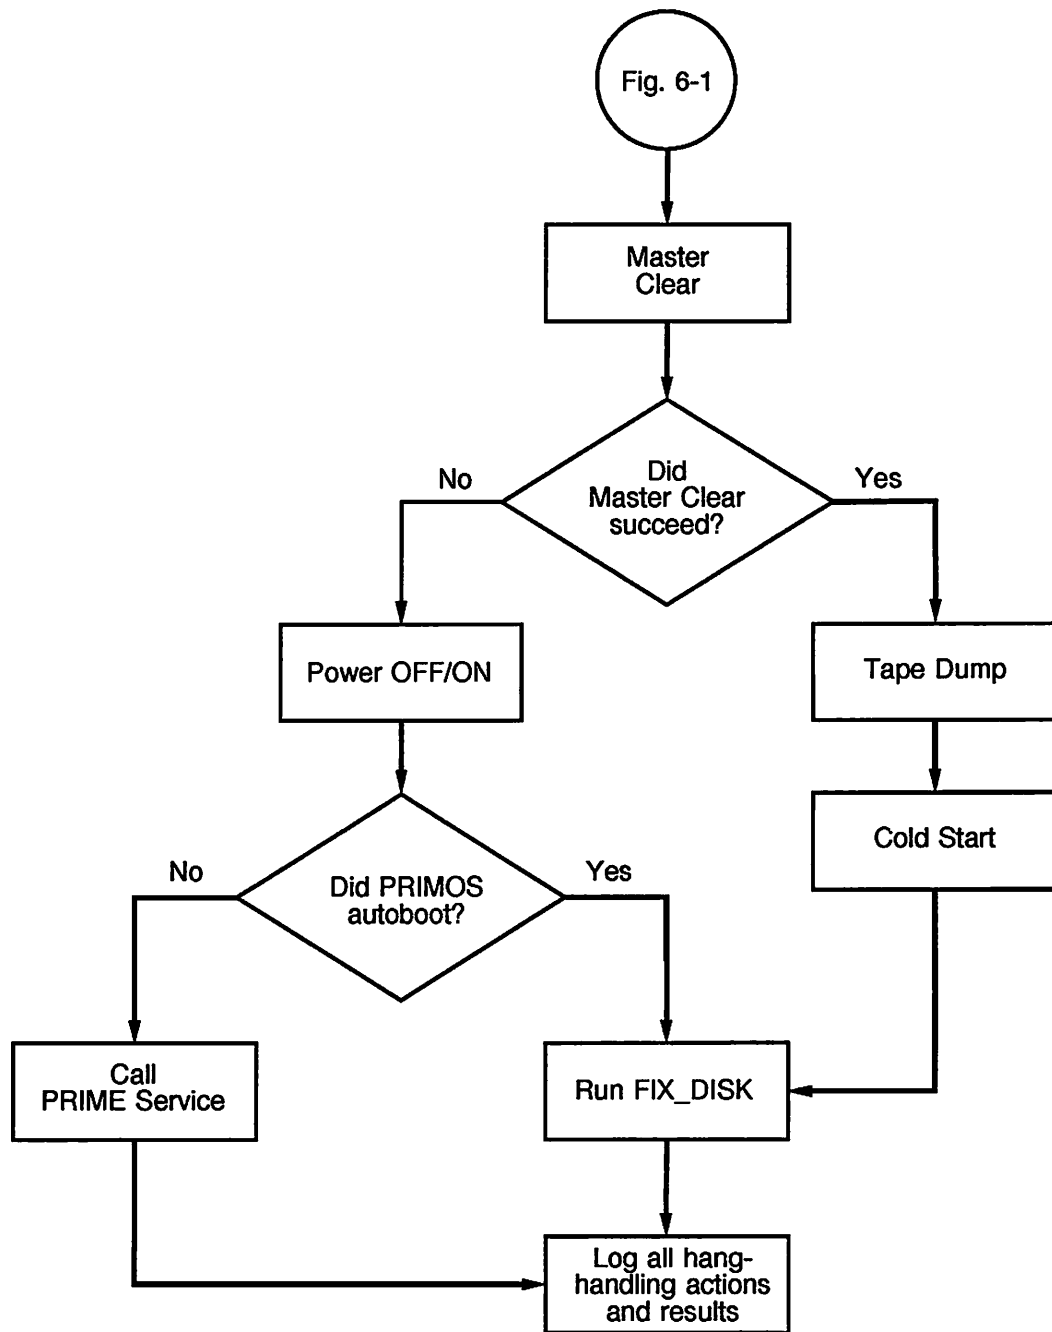 Fig. 6-1
Master
Clear
Did
Master Clear
succeed?
No
Yes
Power OFF/ON
Tape Dump
Cold Start
Did PRIMOS
autoboot?
No
Yes
Call
PRIME Service
Run FIX_DISK
Log all hang-
handling actions
and results